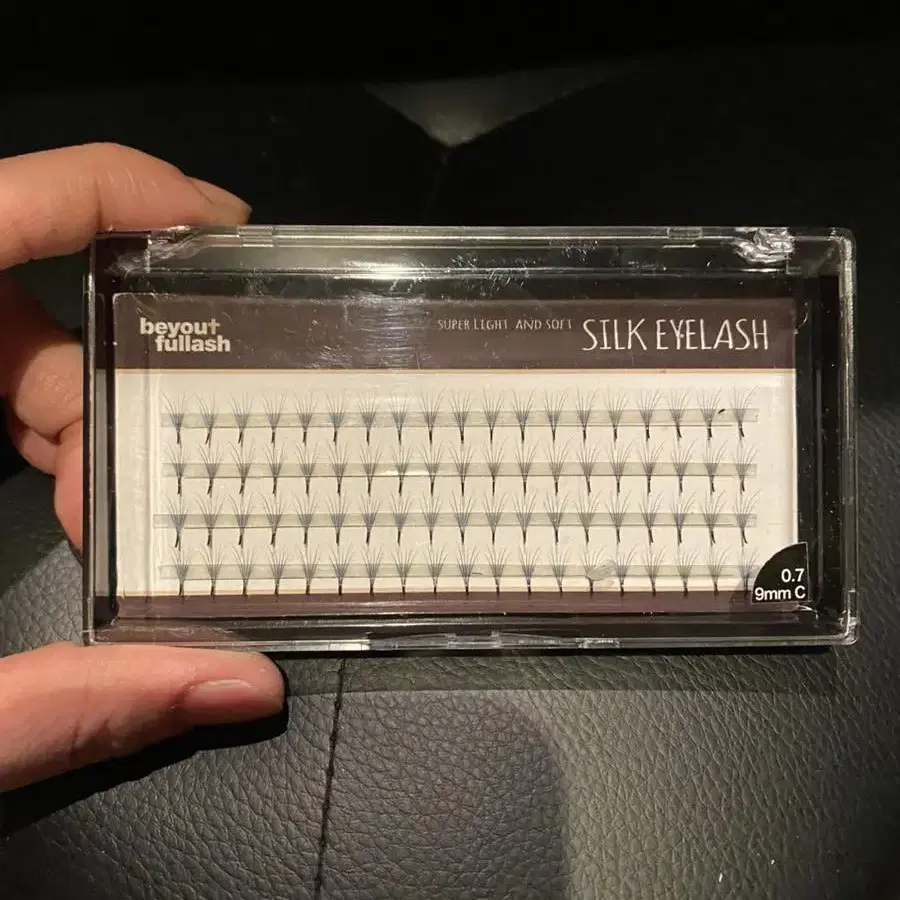 beyout
fullash
SUPER LIGHT AND SOFT SILK EYELASH
0.7
9mm C